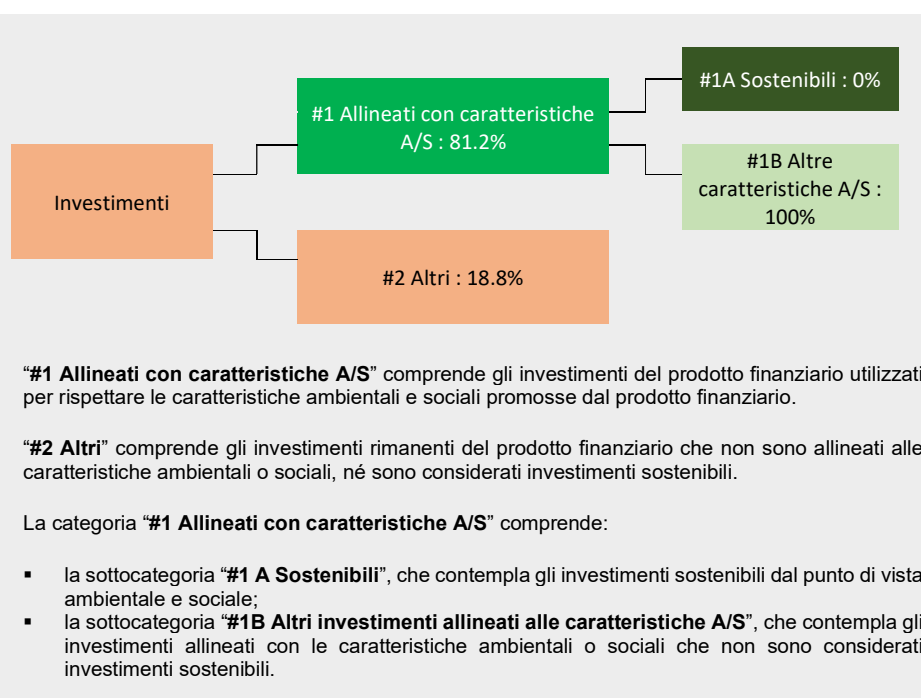 #1A Sostenibili : 0%
#1 Allineati con caratteristiche
A/S : 81.2%
#1B Altre
caratteristiche A/S :
100%
Investimenti
#2 Altri : 18.8%
“#1 Allineati con caratteristiche A/S” comprende gli investimenti del prodotto finanziario utilizzati
per rispettare le caratteristiche ambientali e sociali promosse dal prodotto finanziario.
“#2 Altri” comprende gli investimenti rimanenti del prodotto finanziario che non sono allineati alle
caratteristiche ambientali o sociali, né sono considerati investimenti sostenibili.
La categoria “#1 Allineati con caratteristiche A/S” comprende:
▪ la sottocategoria “#1 A Sostenibili”, che contempla gli investimenti sostenibili dal punto di vista
ambientale e sociale;
▪ la sottocategoria “#1B Altri investimenti allineati alle caratteristiche A/S”, che contempla gli
investimenti allineati con le caratteristiche ambientali o sociali che non sono considerati
investimenti sostenibili.